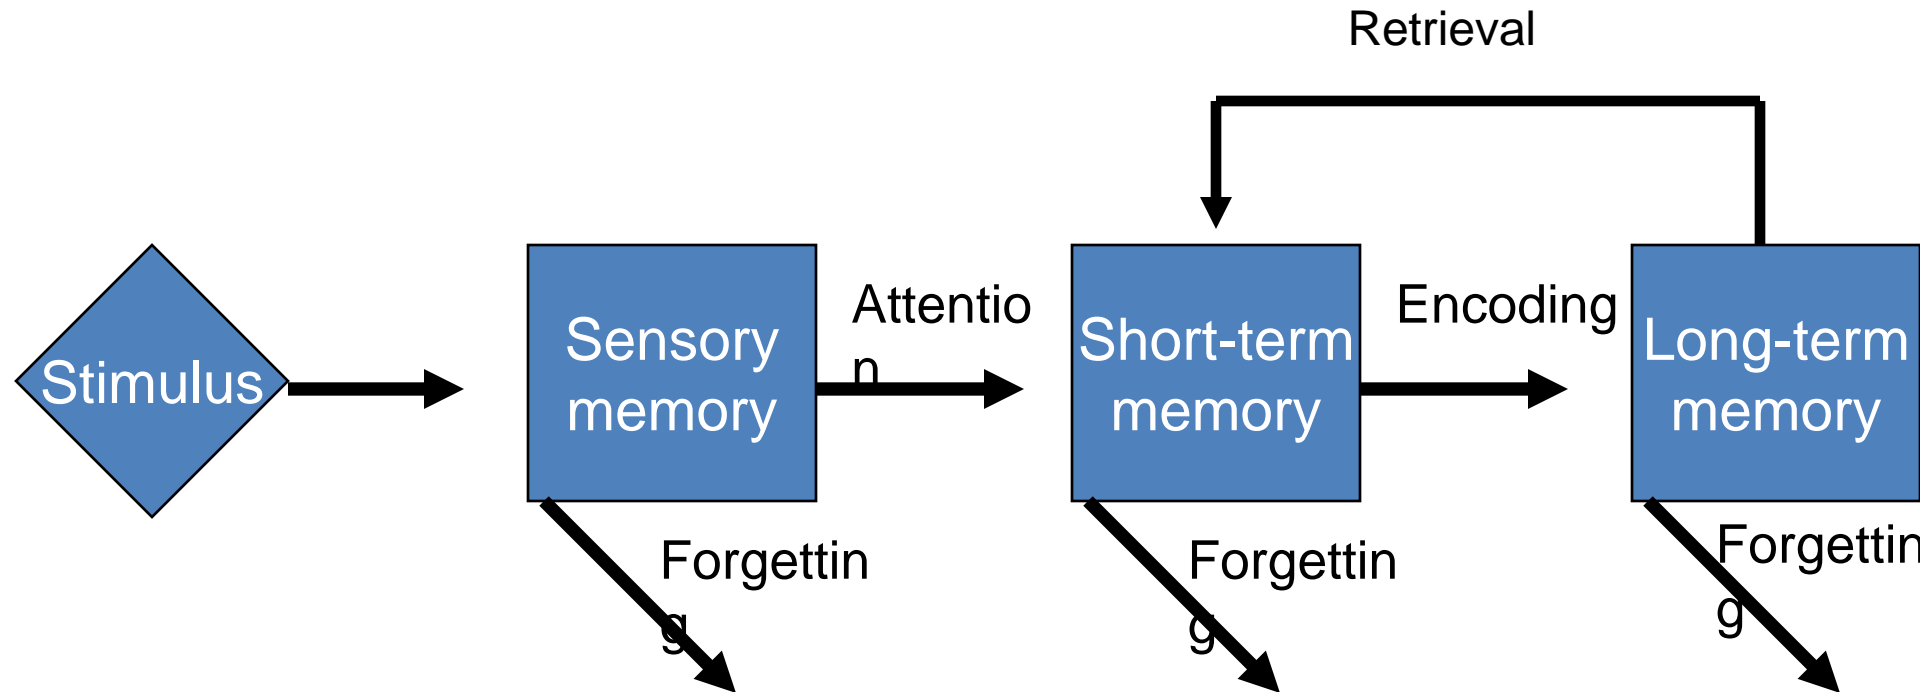 Retrieval
Stimulus
Sensory
memory
Attentio
n
Short-term
memory
Encoding
Long-term
memory
Forgettin
g
Forgettin
g
Forgettin
g